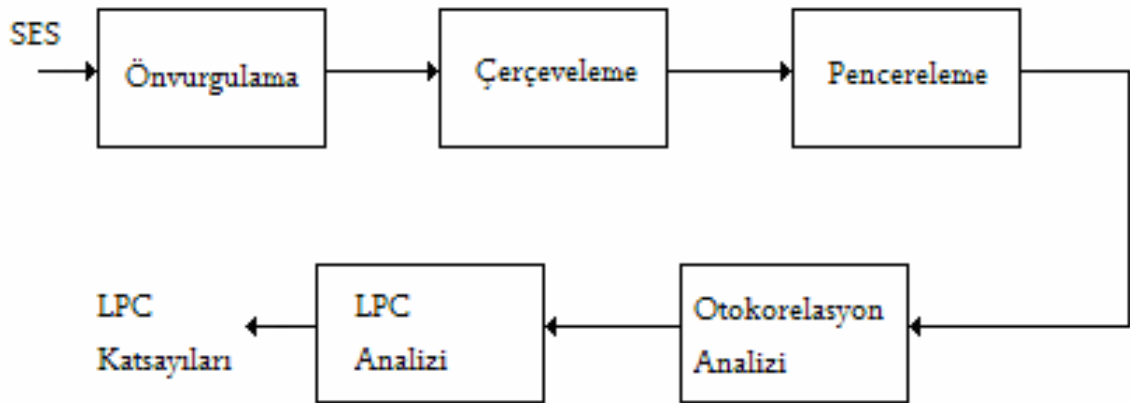 SES
Önvurgulama
Çerçeveleme
Pencereleme
LPC
Katsayıları
LPC
Analizi
Otokorelasyon
Analizi